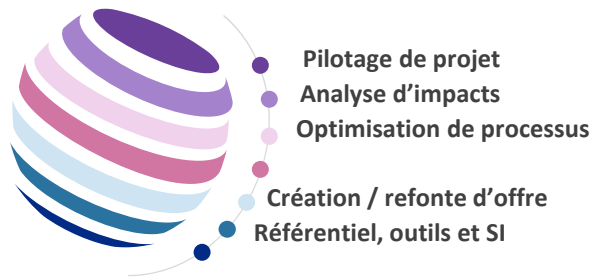 Pilotage de projet
Analyse d’impacts
Optimisation de processus
Création / refonte d’offre
Référentiel, outils et SI